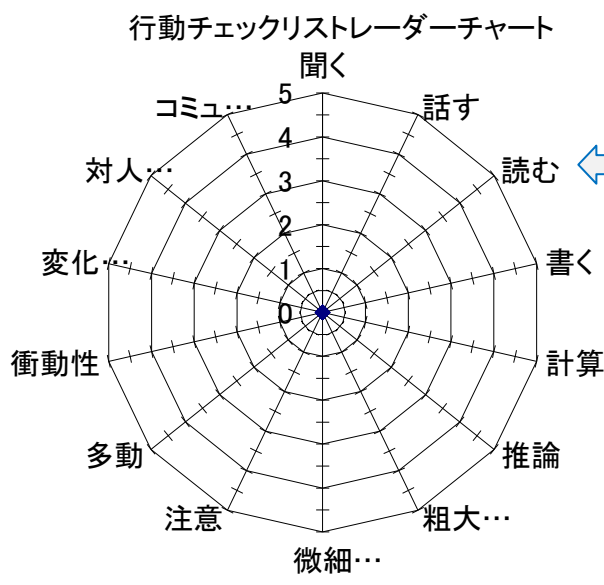 行動チェックリストレーダーチャート
聞く
話す
読む
書く
計算
推論
粗大…
微細…
注意
多動
衝動性
変化…
対人…
コミュ…
5
4
3
2
1
0